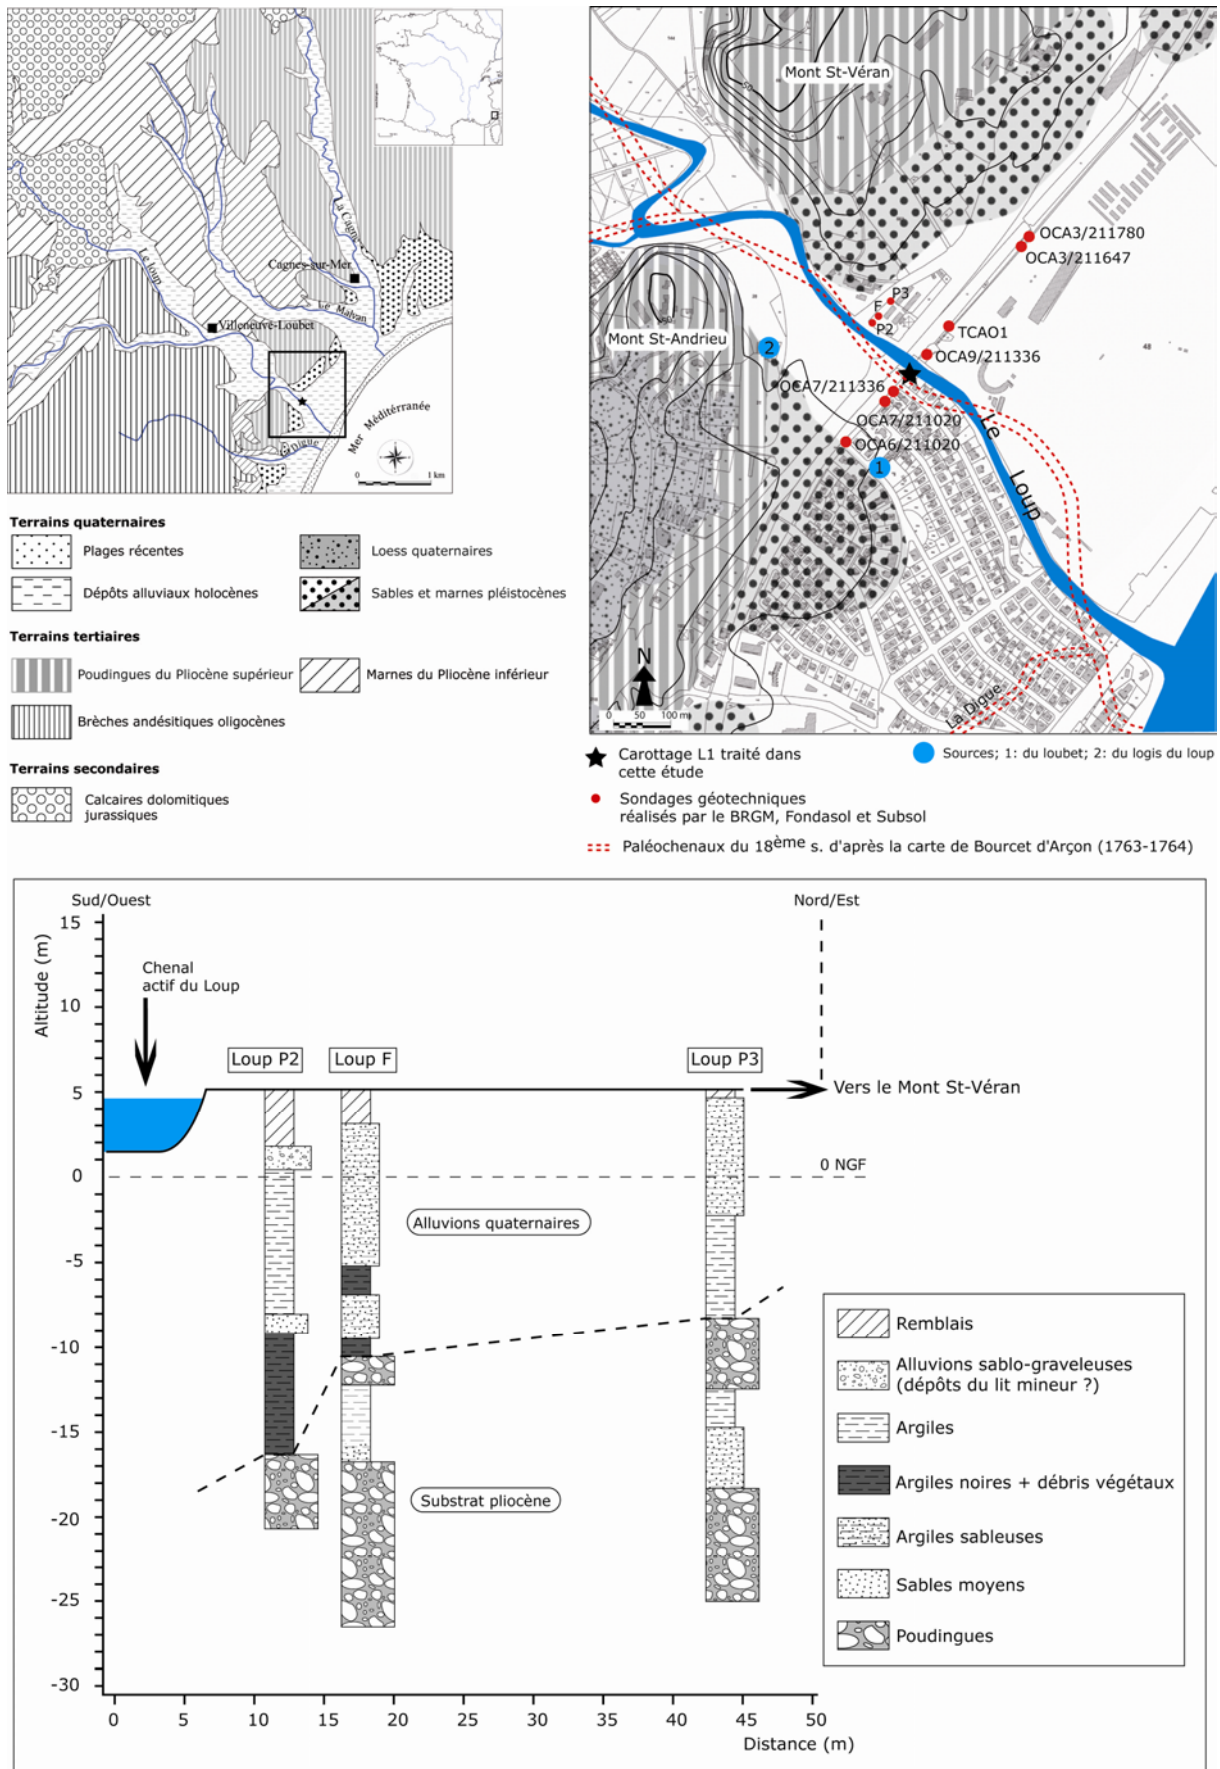 La Cagne
Cagnes-sur-Mer
Le loup
Le Malvan
Villeneuve-Loubet
Mer Méditérranée
0 1 km
Terrains quaternaires
Plages récentes
Loess quaternaires
Dépôts alluviaux holocènes
Sables et marnes pléistocènes
Terrains tertiaires
Poudingues du Pliocène supérieur
Marnes du Pliocène inférieur
Brèches andésitiques oligocènes
Terrains secondaires
Calcaires dolomitiques
jurassiques
Mont St-Véran
OCA3/211780
OCA3/211647
P3
F
P2
Mont St-Andrieu
TCAO1
2
OCA9/211336
48
OCA7/211336
OCA7/211020
OCA6/211020
1
Le
Loup
N
0 50 100 m
La Digue
Carottage L1 traité dans
cette étude
Sources; 1: du loubet; 2: du logis du loup
Sondages géotechniques
réalisés par le BRGM, Fondasol et Subsol
Paléochenaux du 18ème s. d'après la carte de Bourcet d'Arçon (1763-1764)
Sud/Ouest
Nord/Est
15
Altitude (m)
Chenal
actif du Loup
10
Loup P2
Loup F
Loup P3
5
Vers le Mont St-Véran
0 NGF
0
Alluvions quaternaires
-5
-10
-15
-20
-25
-30
Substrat pliocène
Remblais
Alluvions sablo-graveleuses
(dépôts du lit mineur ?)
Argiles
Argiles noires + débris végétaux
Argiles sableuses
Sables moyens
Poudingues
0 5 10 15 20 25 30 35 40 45 50
Distance (m)